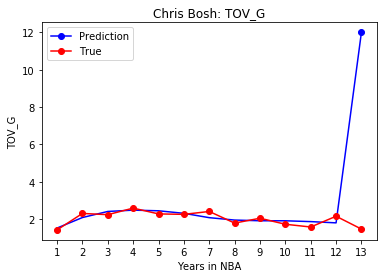 Chris Bosh: TOV_G
Prediction
True
12
10
8
6
4
2
TOV_G
1 2 3 4 5 6 7 8 9 10 11 12 13
Years in NBA